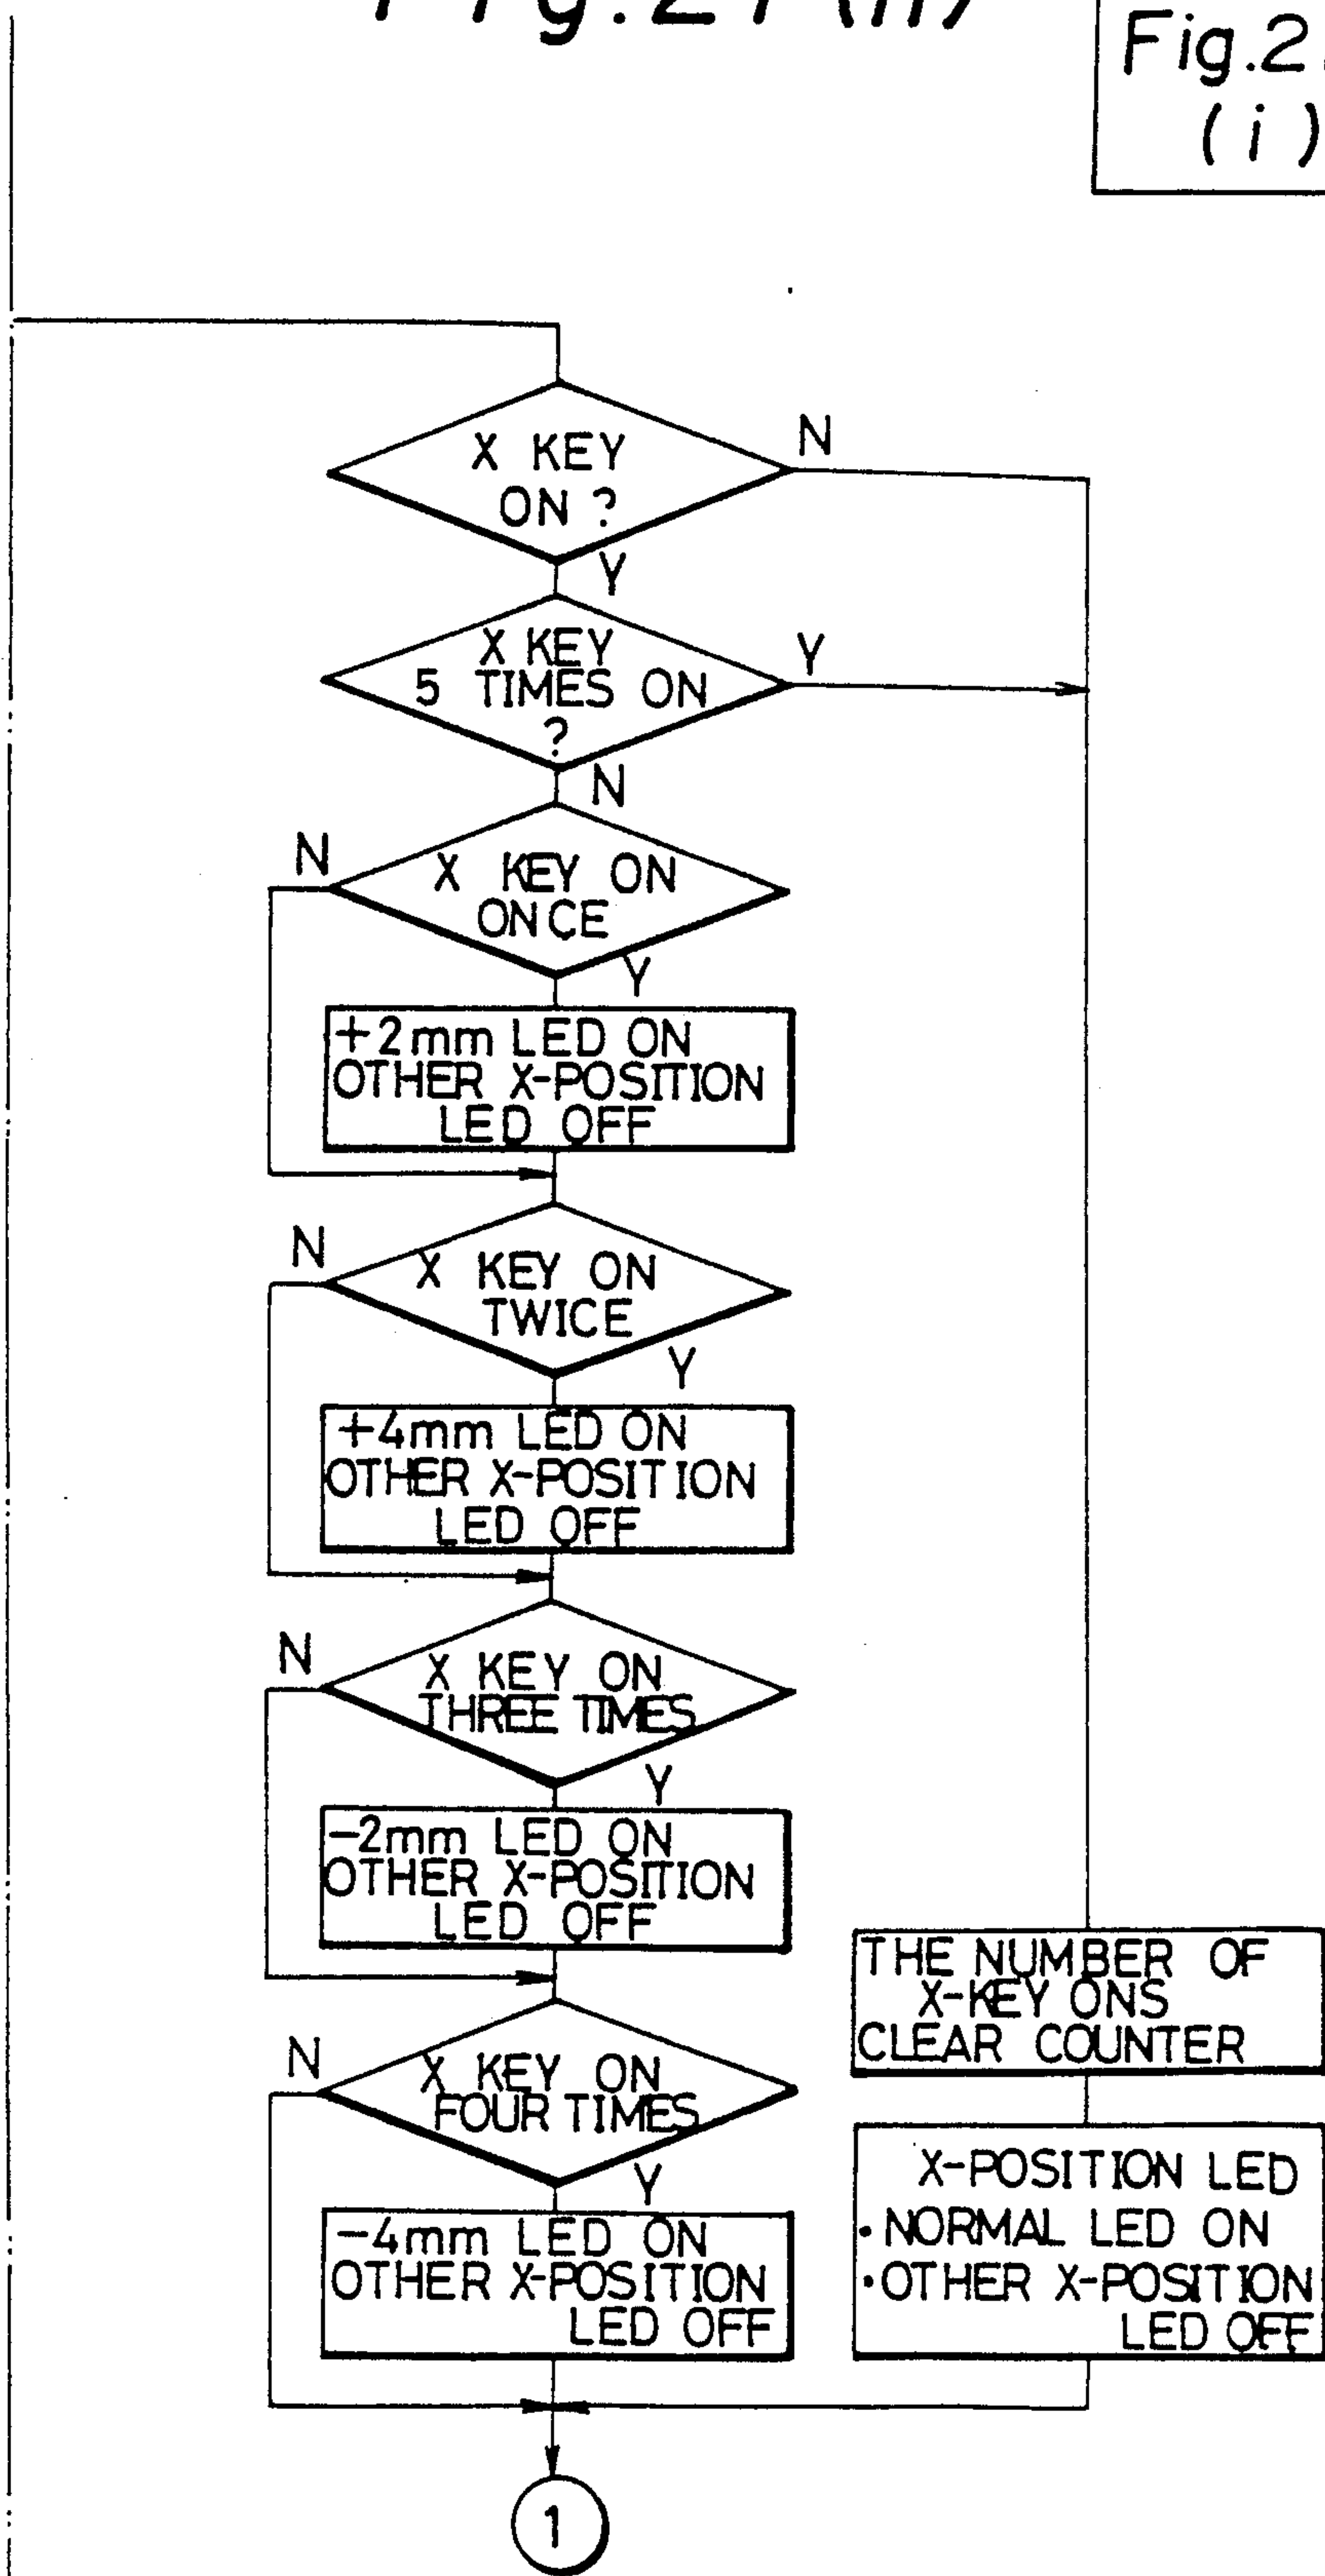 Fig.21(ii)
Fig.2
(i)
X KEY
ON ?
N
Y
X KEY
5 TIMES ON
?
Y
N
X KEY ON
ONCE
N
Y
+2mm LED ON
OTHER X-POSITION
LED OFF
X KEY ON
TWICE
N
Y
+4mm LED ON
OTHER X-POSITION
LED OFF
X KEY ON
THREE TIMES
N
Y
-2mm LED ON
OTHER X-POSITION
LED OFF
X KEY ON
FOUR TIMES
N
Y
-4mm LED ON
OTHER X-POSITION
LED OFF
THE NUMBER OF
X-KEY ONS
CLEAR COUNTER
X-POSITION LED
·NORMAL LED ON
·OTHER X-POSITION
LED OFF
1